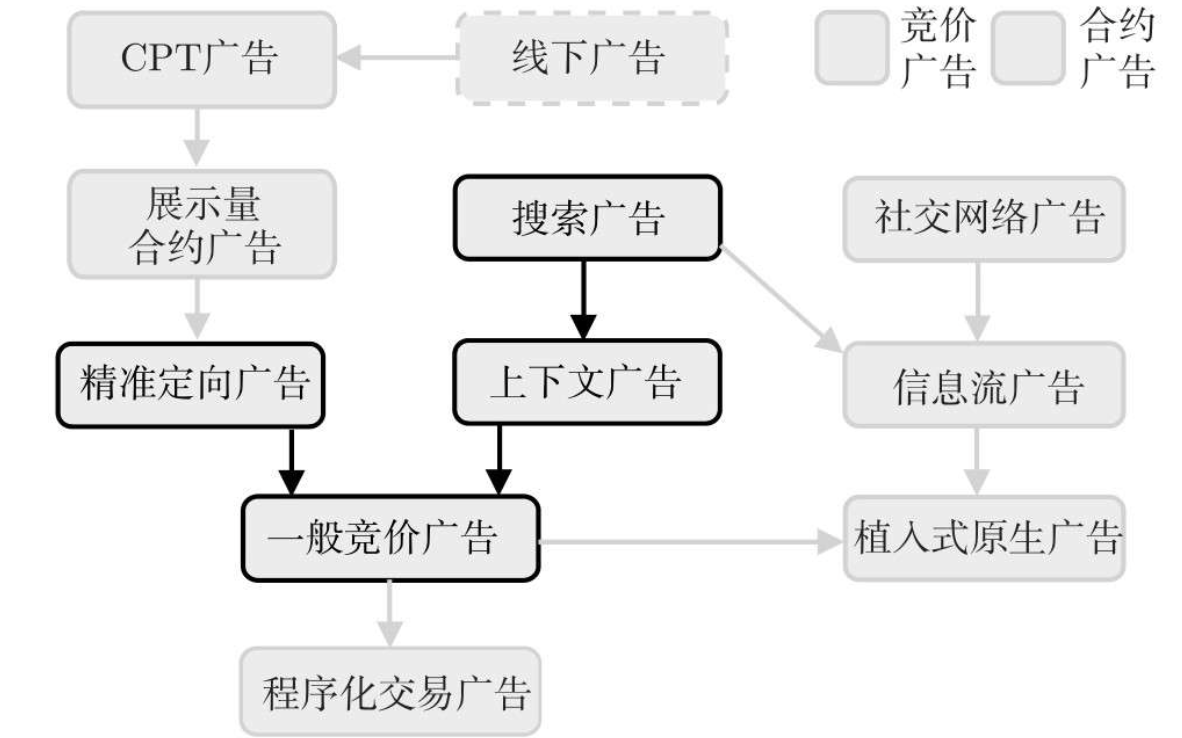 CPT广告
线下广告
竞价
广告
合约
广告
展示量
合约广告
搜索广告
社交网络广告
精准定向广告
上下文广告
信息流广告
一般竞价广告
植入式原生广告
程序化交易广告